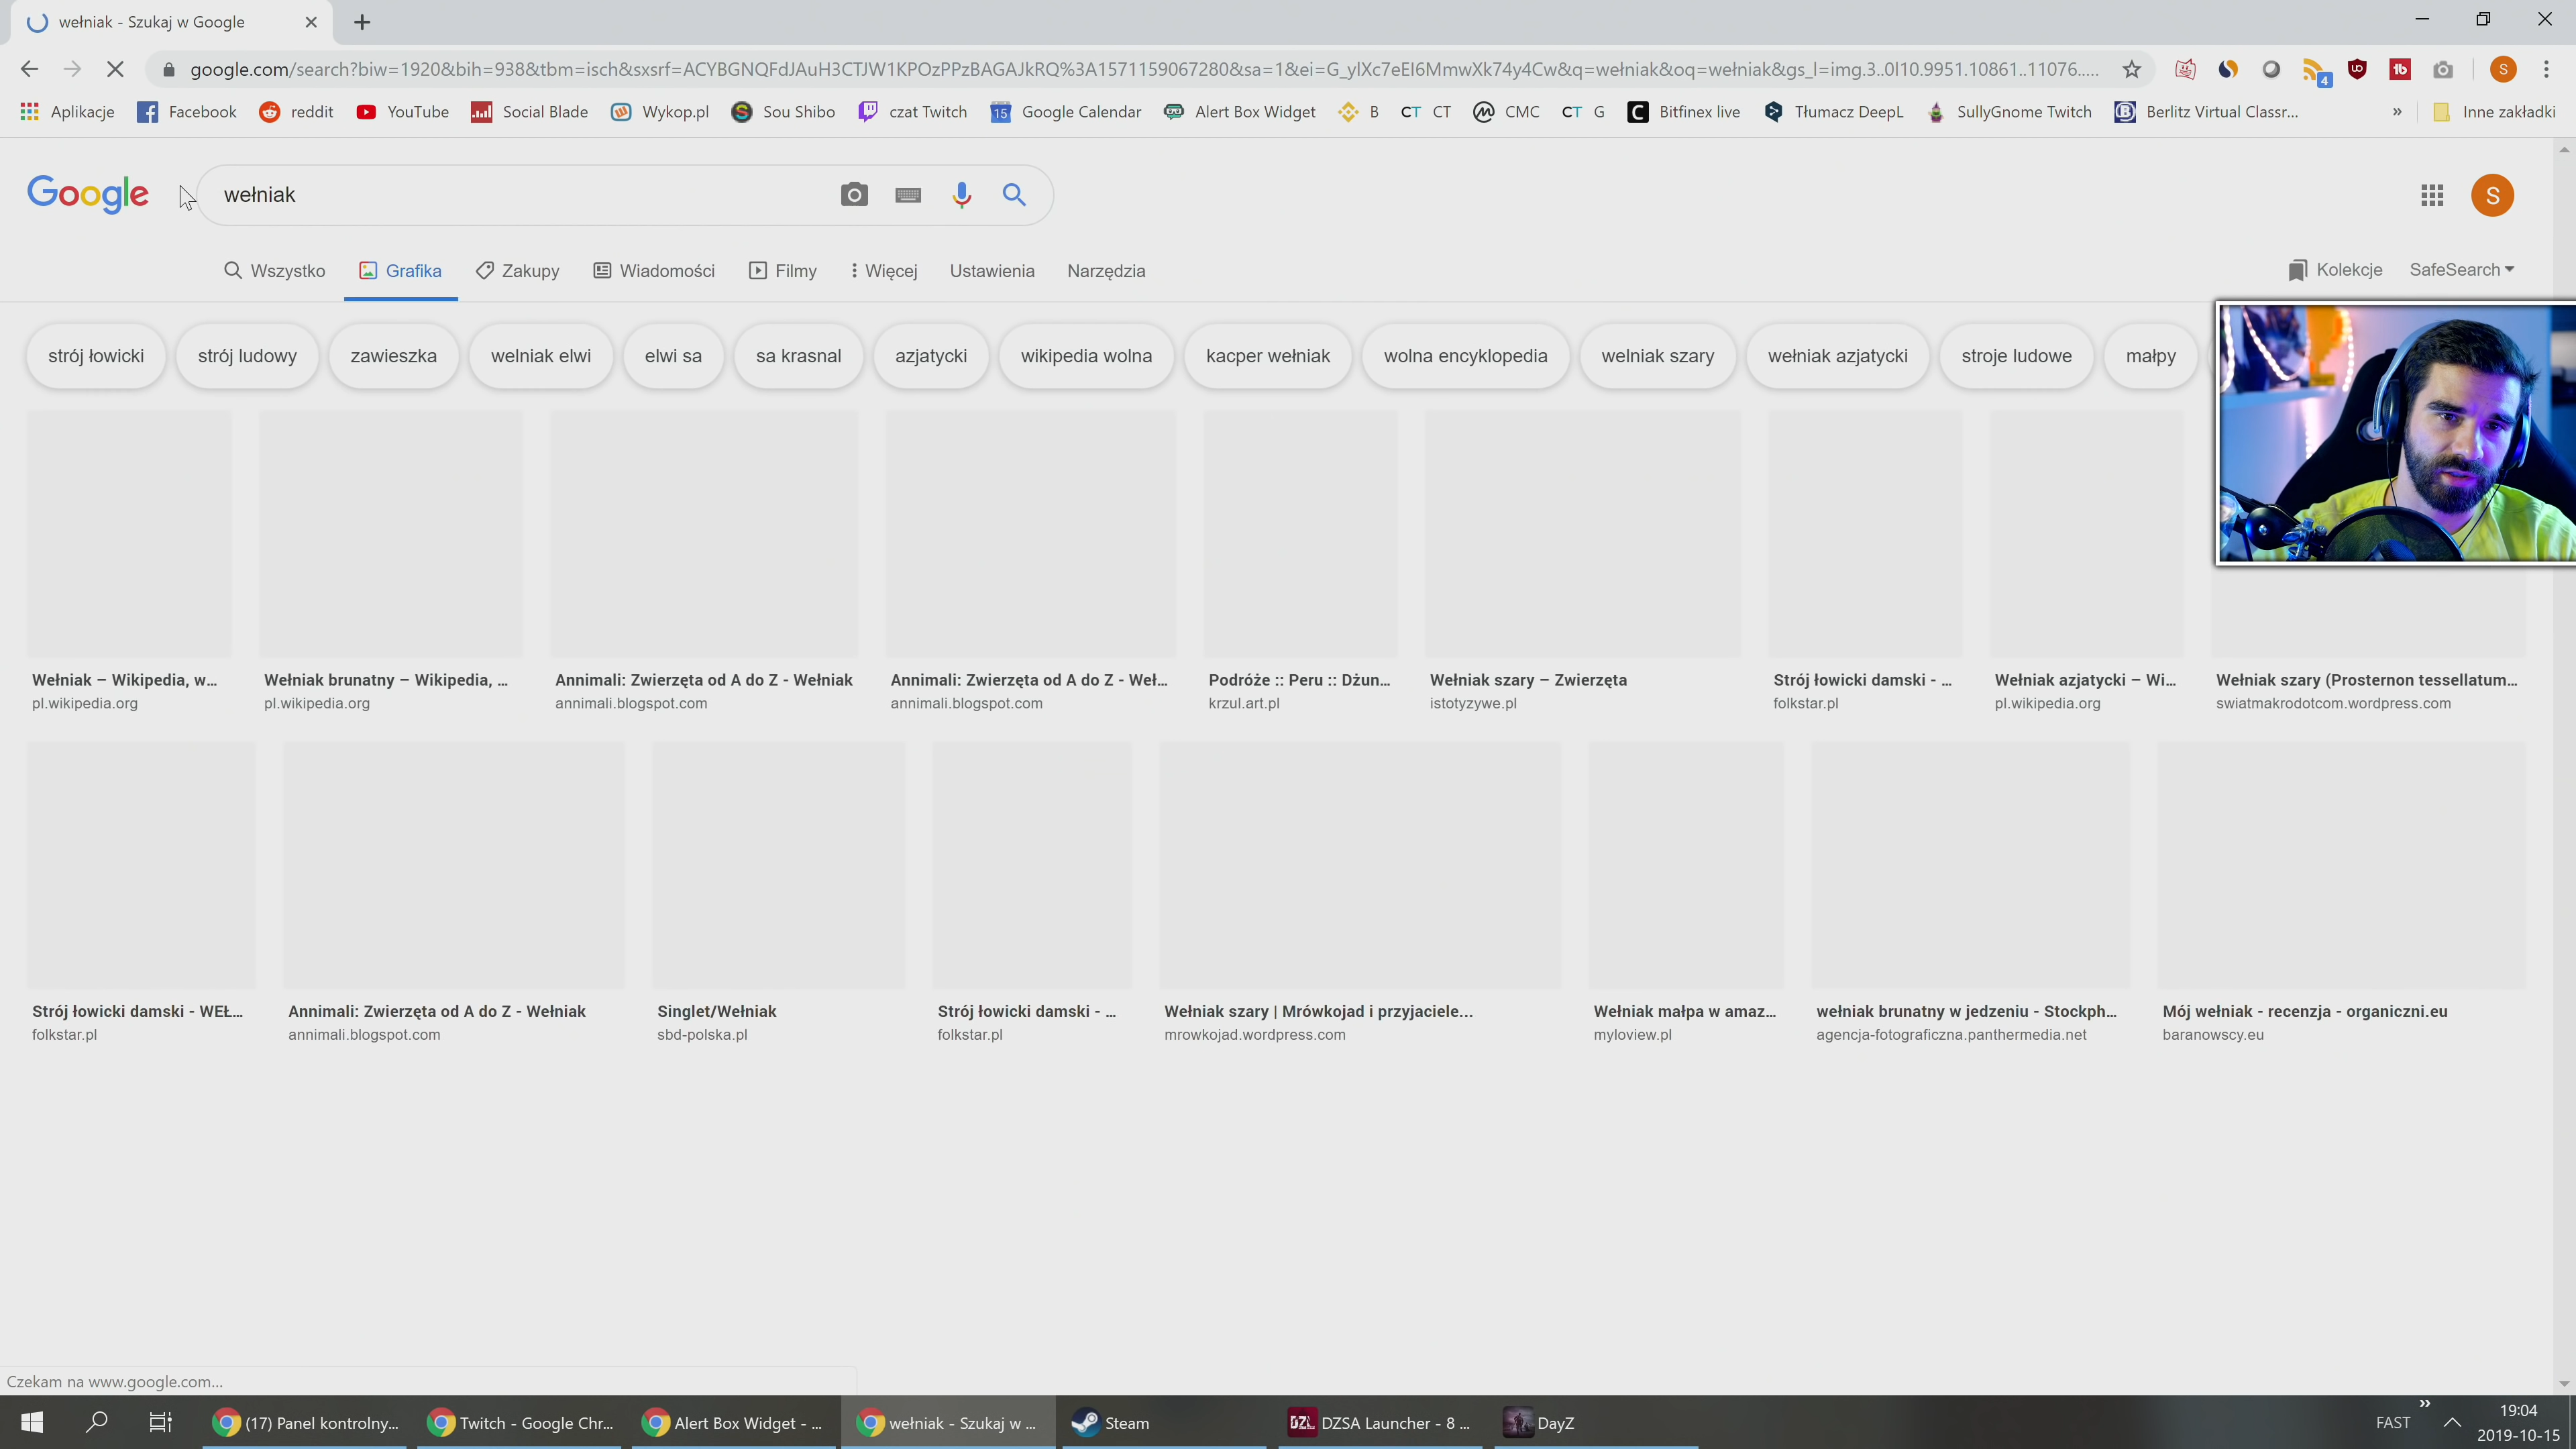 wełniak - Szukaj w Google
google.com/search?biw=1920&bih=938&tbm=isch&sxsrf=ACYBGNQFdJAuH3CTJW1KPOzPPzBAGAJkRQ%3A1571159067280&sa=1&ei=G_ylXc7eEI6MmwXk74y4Cw&q=wełniak&oq=wełniak&gs_l=img.3..0l10.9951.10861..11076.....
4
S
Aplikacje Facebook reddit YouTube Social Blade Wykop.pl Sou Shibo czat Twitch 15 Google Calendar Alert Box Widget B CT CT CMC CT G Bitfinex live Tłumacz DeepL SullyGnome Twitch Berlitz Virtual Classr... » Inne zakładki
Google wełniak S
Wszystko Grafika Zakupy Wiadomości Filmy Więcej Ustawienia Narzędzia Kolekcje SafeSearch
strój łowicki strój ludowy zawieszka welniak elwi elwi sa sa krasnal azjatycki wikipedia wolna kacper wełniak wolna encyklopedia welniak szary wełniak azjatycki stroje ludowe małpy
Wełniak – Wikipedia, w... Wełniak brunatny – Wikipedia, ... Annimali: Zwierzęta od A do Z - Wełniak Annimali: Zwierzęta od A do Z - Weł... Podróże :: Peru :: Dżun... Wełniak szary – Zwierzęta Strój łowicki damski - ... Wełniak azjatycki – Wi... Wełniak szary (Prosternon tessellatum...
pl.wikipedia.org pl.wikipedia.org annimali.blogspot.com annimali.blogspot.com krzul.art.pl istotyzywe.pl folkstar.pl pl.wikipedia.org swiatmakrodotcom.wordpress.com
Strój łowicki damski - WEŁ... Annimali: Zwierzęta od A do Z - Wełniak Singlet/Wełniak Strój łowicki damski - ... Wełniak szary | Mrówkojad i przyjaciele... Wełniak małpa w amaz... wełniak brunatny w jedzeniu - Stockph... Mój wełniak - recenzja - organiczni.eu
folkstar.pl annimali.blogspot.com sbd-polska.pl folkstar.pl mrowkojad.wordpress.com myloview.pl agencja-fotograficzna.panthermedia.net baranowscy.eu
Czekam na www.google.com...
(17) Panel kontrolny... Twitch - Google Chr... Alert Box Widget - ... wełniak - Szukaj w ... Steam DZSA Launcher - 8 ... DayZ FAST » 19:04
2019-10-15